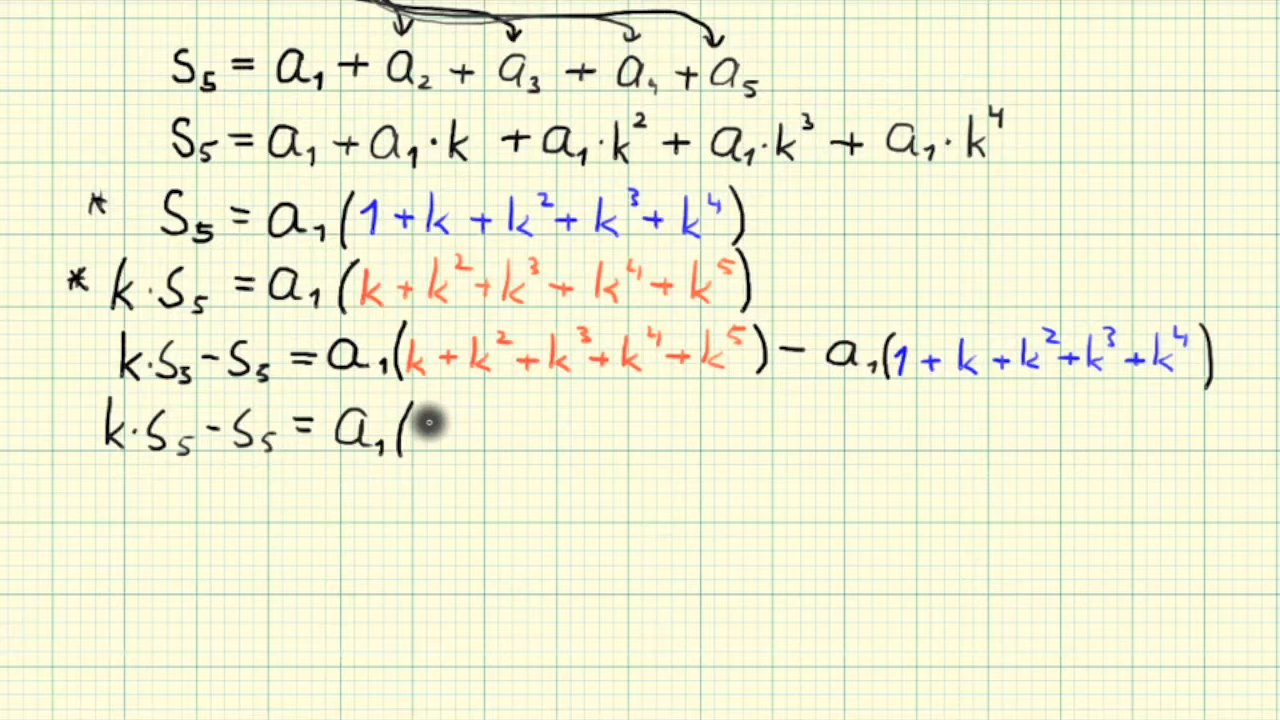 S₅ = a₁ + a₂ + a₃ + a₄ + a₅
S₅ = a₁ + a₁·k + a₁·k² + a₁·k³ + a₁·k⁴
* S₅ = a₁(1 + k + k² + k³ + k⁴)
* k·S₅ = a₁(k + k² + k³ + k⁴ + k⁵)
k·S₅ - S₅ = a₁(k + k² + k³ + k⁴ + k⁵) - a₁(1 + k + k² + k³ + k⁴)
k·S₅ - S₅ = a₁(